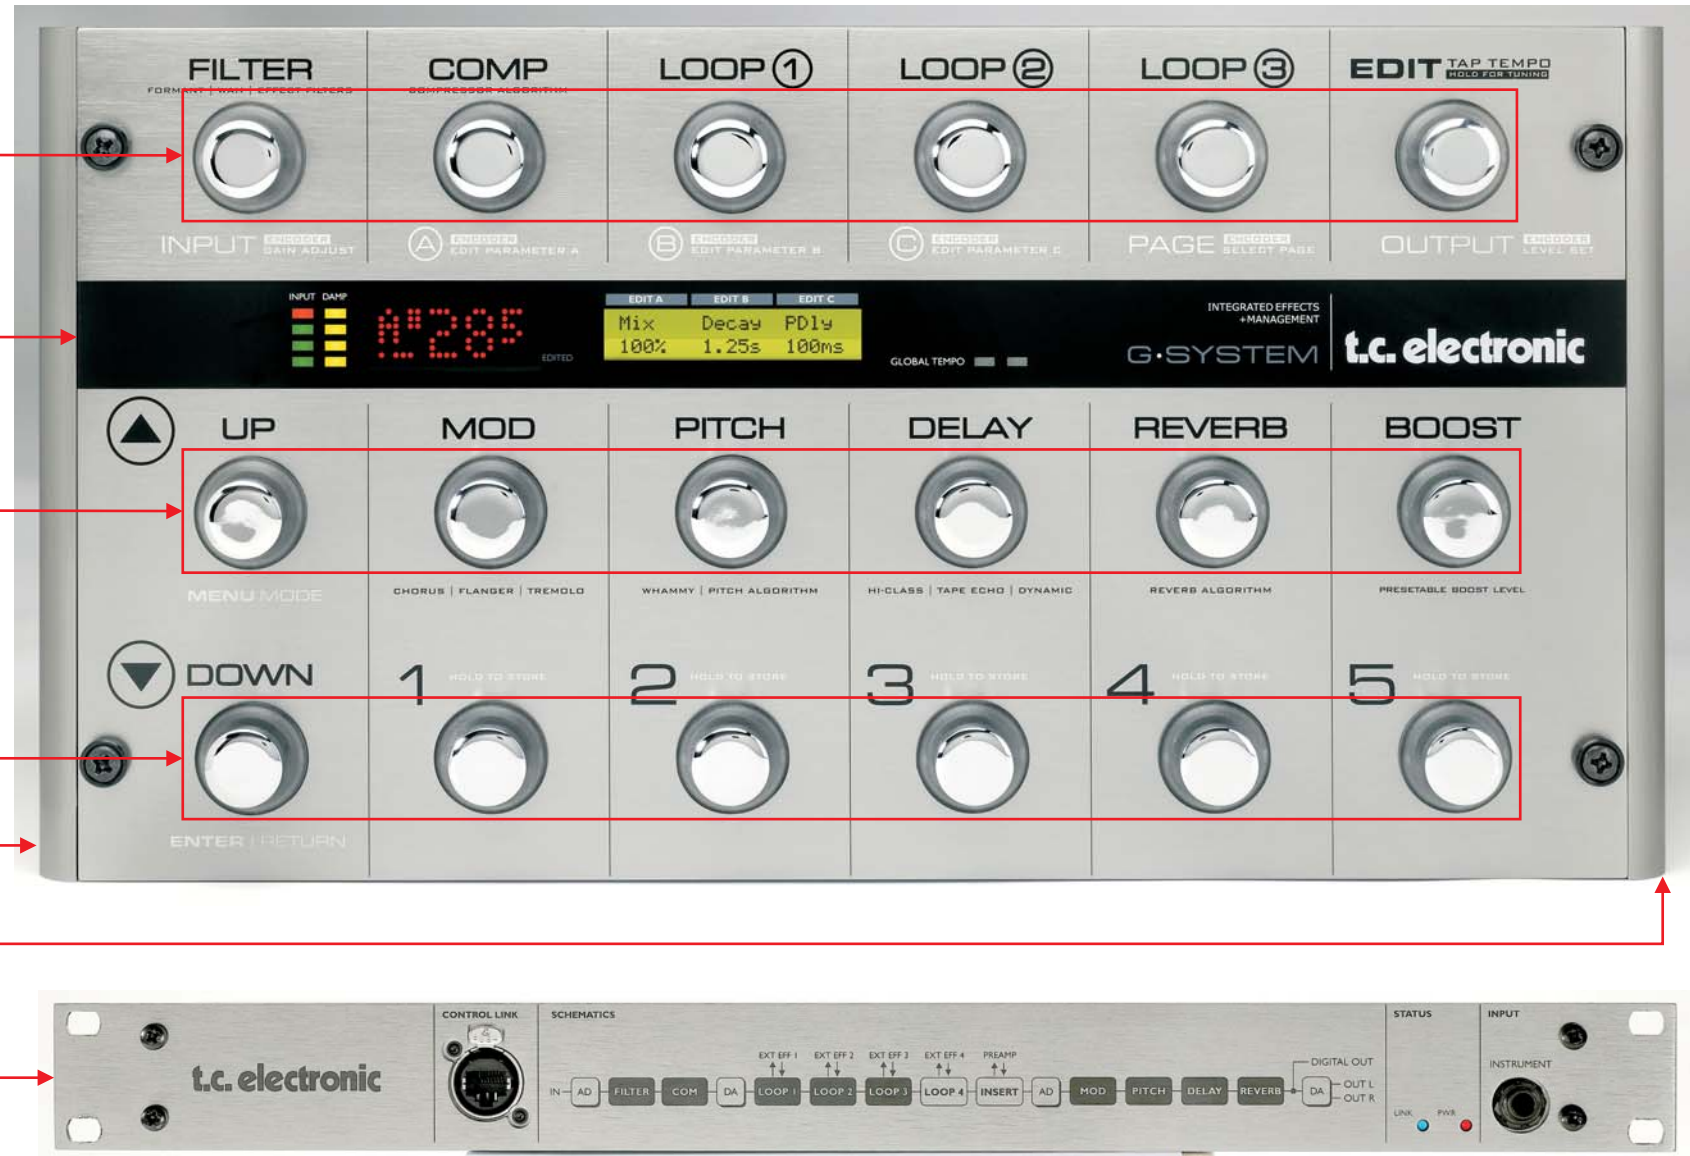 FILTER COMP LOOP 1 LOOP 2 LOOP 3 EDIT TAP TEMPO
HOLD FOR TUNING
FORMANT | WAH | EFFECT FILTERS COMPRESSOR ALGORITHM
INPUT ENCODER GAIN ADJUST
A ENCODER EDIT PARAMETER A
B ENCODER EDIT PARAMETER B
C ENCODER EDIT PARAMETER C
PAGE ENCODER SELECT PAGE
OUTPUT ENCODER LEVEL SET
INPUT DAMP
285
EDITED
EDIT A EDIT B EDIT C
Mix Decay PDly
100% 1.25s 100ms
GLOBAL TEMPO
INTEGRATED EFFECTS
+MANAGEMENT
G·SYSTEM
t.c. electronic
UP MOD PITCH DELAY REVERB BOOST
MENU MODE
CHORUS | FLANGER | TREMOLO
WHAMMY | PITCH ALGORITHM
HI-CLASS | TAPE ECHO | DYNAMIC
REVERB ALGORITHM
PRESETABLE BOOST LEVEL
DOWN
1 HOLD TO STORE
2 HOLD TO STORE
3 HOLD TO STORE
4 HOLD TO STORE
5 HOLD TO STORE
ENTER | RETURN
t.c. electronic
CONTROL LINK
SCHEMATICS
EXT EFF 1 EXT EFF 2 EXT EFF 3 EXT EFF 4 PREAMP
IN AD FILTER COM DA LOOP 1 LOOP 2 LOOP 3 LOOP 4 INSERT AD MOD PITCH DELAY REVERB DA
DIGITAL OUT
OUT L
OUT R
STATUS
LINK PWR
INPUT
INSTRUMENT